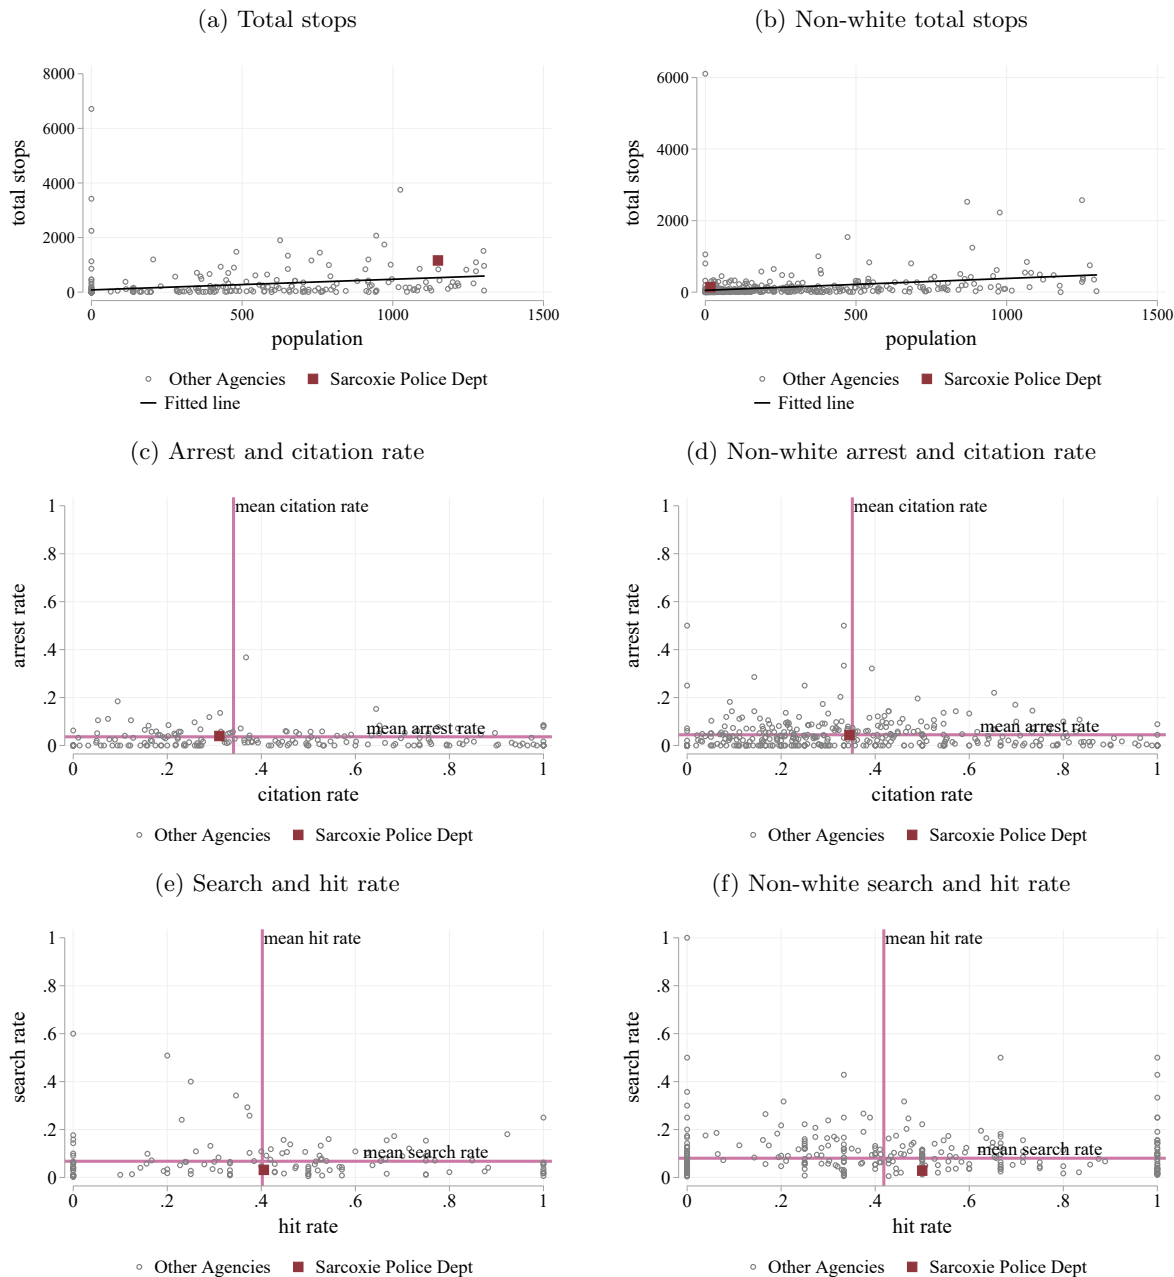 (a) Total stops
8000
6000
4000
2000
0
total stops
0 500 1000 1500
population
Other Agencies Sarcoxie Police Dept
Fitted line
(b) Non-white total stops
6000
4000
2000
0
total stops
0 500 1000 1500
population
Other Agencies Sarcoxie Police Dept
Fitted line
(c) Arrest and citation rate
1
.8
.6
.4
.2
0
arrest rate
mean citation rate
mean arrest rate
0 .2 .4 .6 .8 1
citation rate
Other Agencies Sarcoxie Police Dept
(d) Non-white arrest and citation rate
1
.8
.6
.4
.2
0
arrest rate
mean citation rate
mean arrest rate
0 .2 .4 .6 .8 1
citation rate
Other Agencies Sarcoxie Police Dept
(e) Search and hit rate
1
.8
.6
.4
.2
0
search rate
mean hit rate
mean search rate
0 .2 .4 .6 .8 1
hit rate
Other Agencies Sarcoxie Police Dept
(f) Non-white search and hit rate
1
.8
.6
.4
.2
0
search rate
mean hit rate
mean search rate
0 .2 .4 .6 .8 1
hit rate
Other Agencies Sarcoxie Police Dept